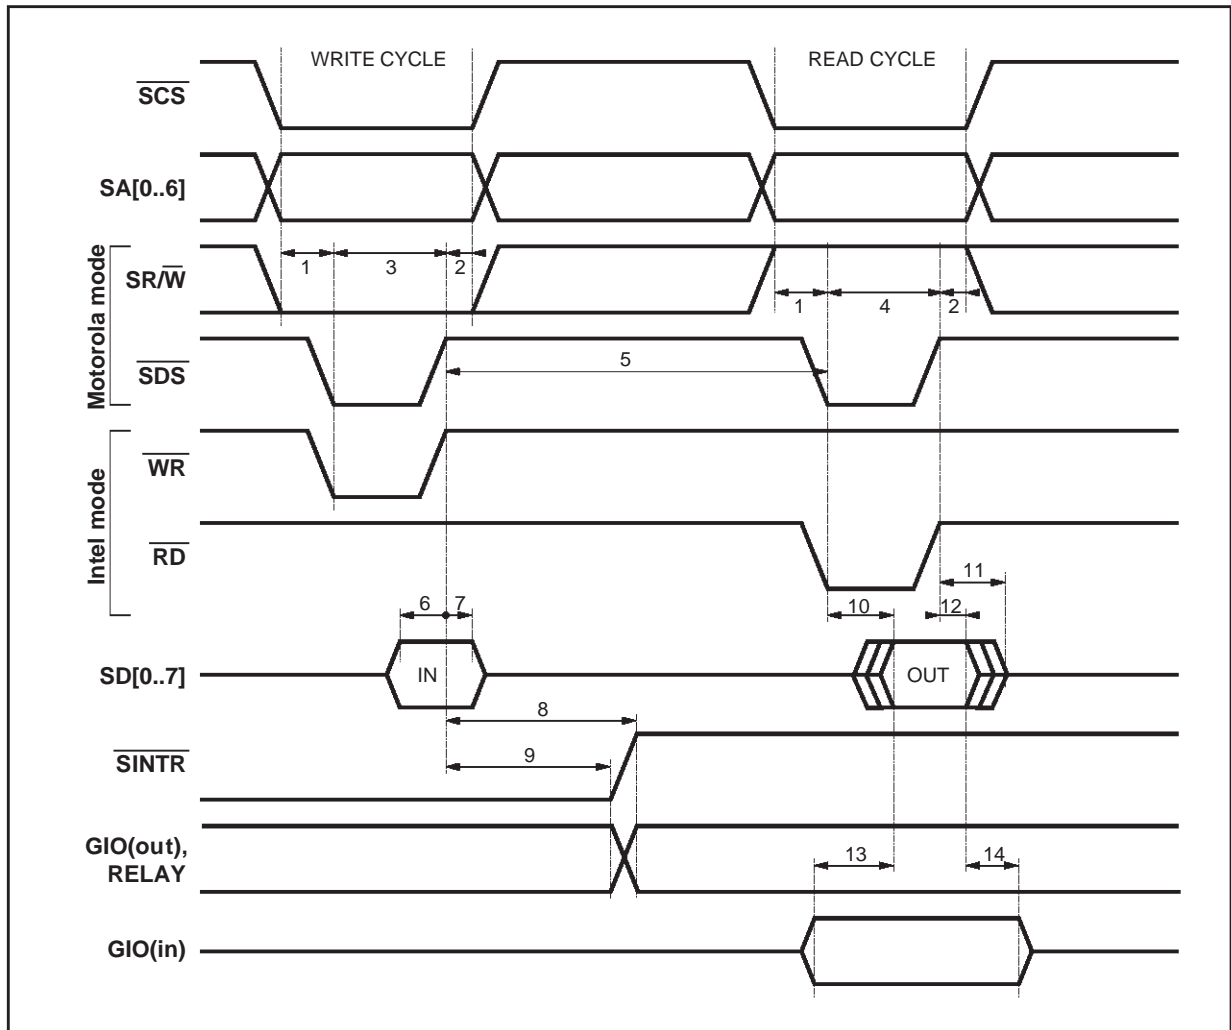 WRITE CYCLE READ CYCLE
SCS
SA[0..6]
Motorola mode
1 3 2
SR/W
1 4 2
5
SDS
Intel mode
WR
RD
11
6 7 10 12
SD[0..7] IN OUT
8
9
SINTR
GIO(out),
RELAY
13 14
GIO(in)